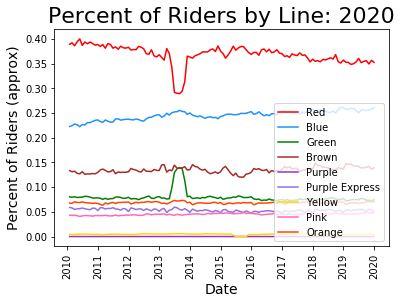 Percent of Riders by Line: 2020
Percent of Riders (approx)
0.40
0.35
0.30
0.25
0.20
0.15
0.10
0.05
0.00
Red
Blue
Green
Brown
Purple
Purple Express
Yellow
Pink
Orange
2010
2011
2012
2013
2014
2015
2016
2017
2018
2019
2020
Date